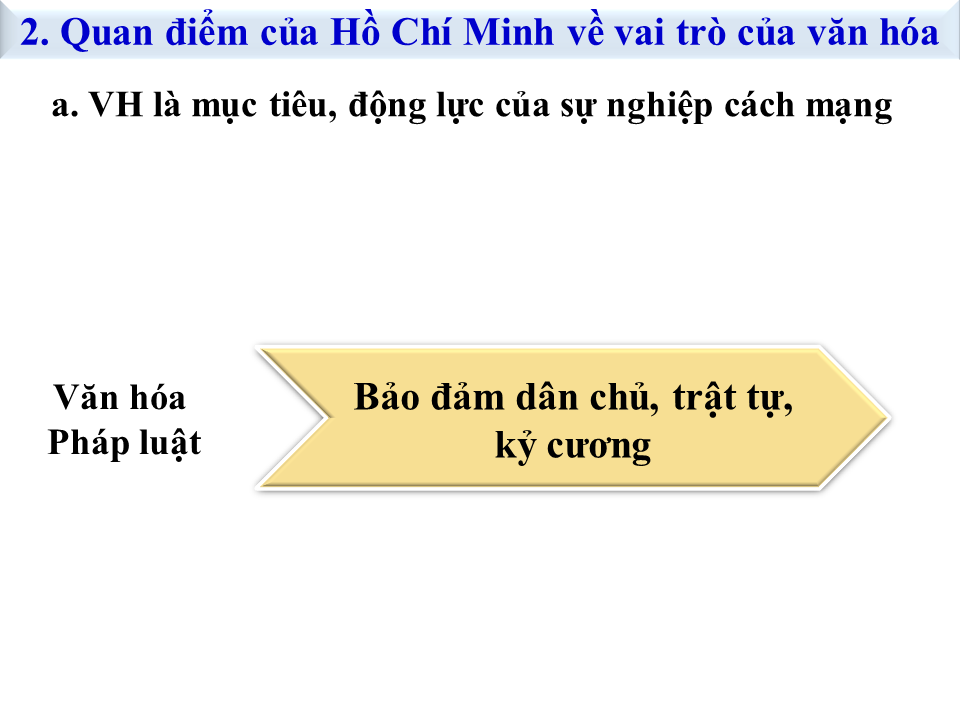 2. Quan điểm của Hồ Chí Minh về vai trò của văn hóa
a. VH là mục tiêu, động lực của sự nghiệp cách mạng
Văn hóa
Pháp luật
Bảo đảm dân chủ, trật tự,
kỷ cương